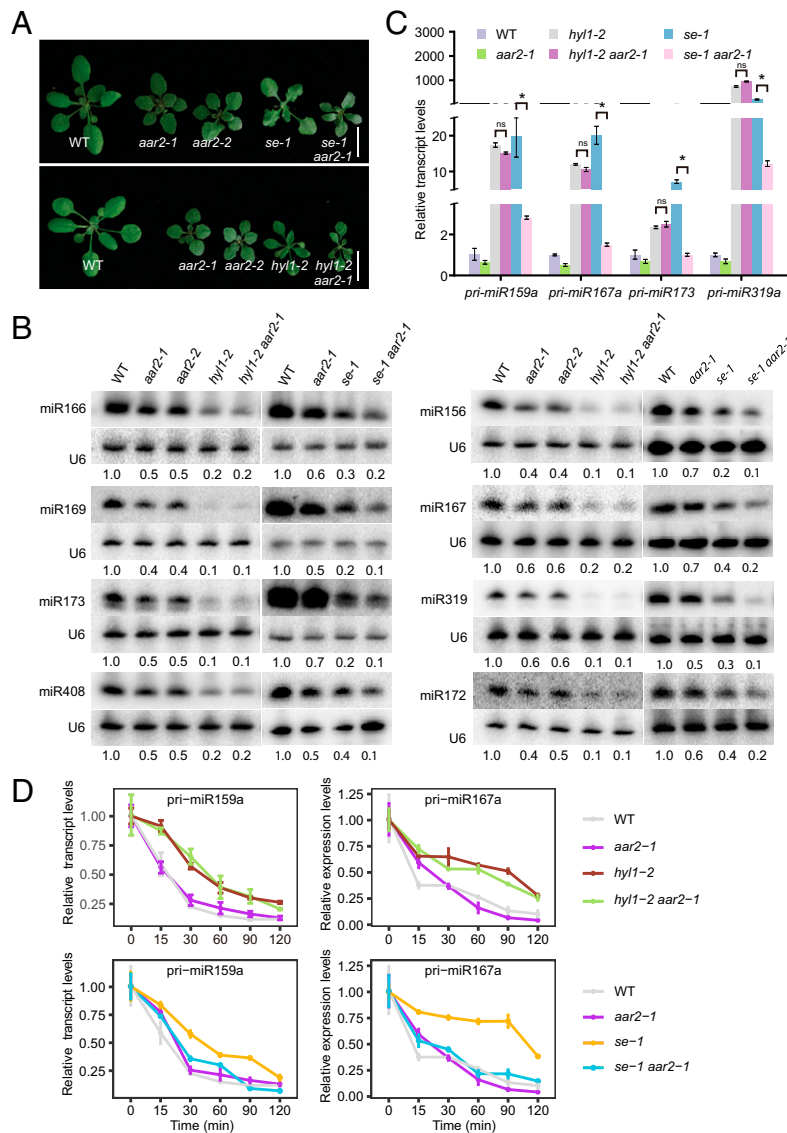 A
WT
aar2-1
aar2-2
se-1
se-1
aar2-1
WT
aar2-1
aar2-2
hyl1-2
hyl1-2
aar2-1
C
WT
hyl1-2
se-1
aar2-1
hyl1-2 aar2-1
se-1 aar2-1
Relative transcript levels
3000
2000
1000
20
10
2
1
0
ns
*
ns
*
ns
*
ns
*
pri-miR159a
pri-miR167a
pri-miR173
pri-miR319a
B
WT
aar2-1
aar2-2
hyl1-2
hyl1-2 aar2-1
WT
aar2-1
se-1
se-1 aar2-1
miR166
U6
1.0 0.5 0.5 0.2 0.2 1.0 0.6 0.3 0.2
miR169
U6
1.0 0.4 0.4 0.1 0.1 1.0 0.5 0.2 0.1
miR173
U6
1.0 0.5 0.5 0.1 0.1 1.0 0.7 0.2 0.1
miR408
U6
1.0 0.5 0.5 0.2 0.2 1.0 0.5 0.4 0.1
WT
aar2-1
aar2-2
hyl1-2
hyl1-2 aar2-1
WT
aar2-1
se-1
miR156
U6
1.0 0.4 0.4 0.1 0.1 1.0 0.7 0.2 0.1
miR167
U6
1.0 0.6 0.6 0.2 0.2 1.0 0.7 0.4 0.2
miR319
U6
1.0 0.6 0.6 0.1 0.1 1.0 0.5 0.3 0.1
miR172
U6
1.0 0.4 0.5 0.1 0.1 1.0 0.6 0.4 0.2
D
pri−miR159a
Relative transcript levels
1.00
0.75
0.50
0.25
0 15 30 60 90 120
pri−miR167a
Relative expression levels
1.25
1.00
0.75
0.50
0.25
0.00
0 15 30 60 90 120
WT
aar2−1
hyl1−2
hyl1−2 aar2−1
pri−miR159a
Relative transcript levels
1.00
0.75
0.50
0.25
0 15 30 60 90 120
Time (min)
pri−miR167a
Relative expression levels
1.25
1.00
0.75
0.50
0.25
0.00
0 15 30 60 90 120
Time (min)
WT
aar2−1
se−1
se−1 aar2−1